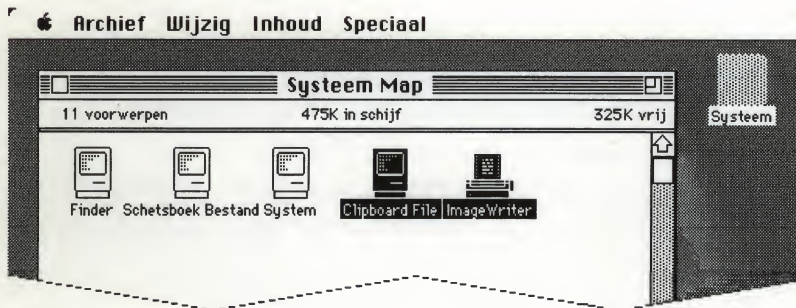 Archief Wijzig Inhoud Speciaal
Systeem Map
11 voorwerpen 475K in schijf 325K vrij
Systeem
Finder Schetsboek Bestand System Clipboard File ImageWriter